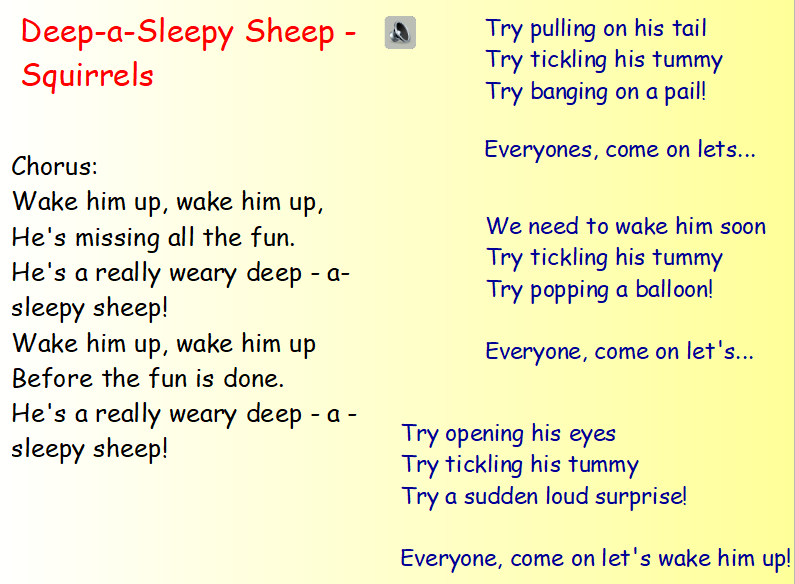 Deep-a-Sleepy Sheep -
Squirrels
Chorus:
Wake him up, wake him up,
He's missing all the fun.
He's a really weary deep - a-
sleepy sheep!
Wake him up, wake him up
Before the fun is done.
He's a really weary deep - a -
sleepy sheep!
Try pulling on his tail
Try tickling his tummy
Try banging on a pail!
Everyones, come on lets...
We need to wake him soon
Try tickling his tummy
Try popping a balloon!
Everyone, come on let's...
Try opening his eyes
Try tickling his tummy
Try a sudden loud surprise!
Everyone, come on let's wake him up!